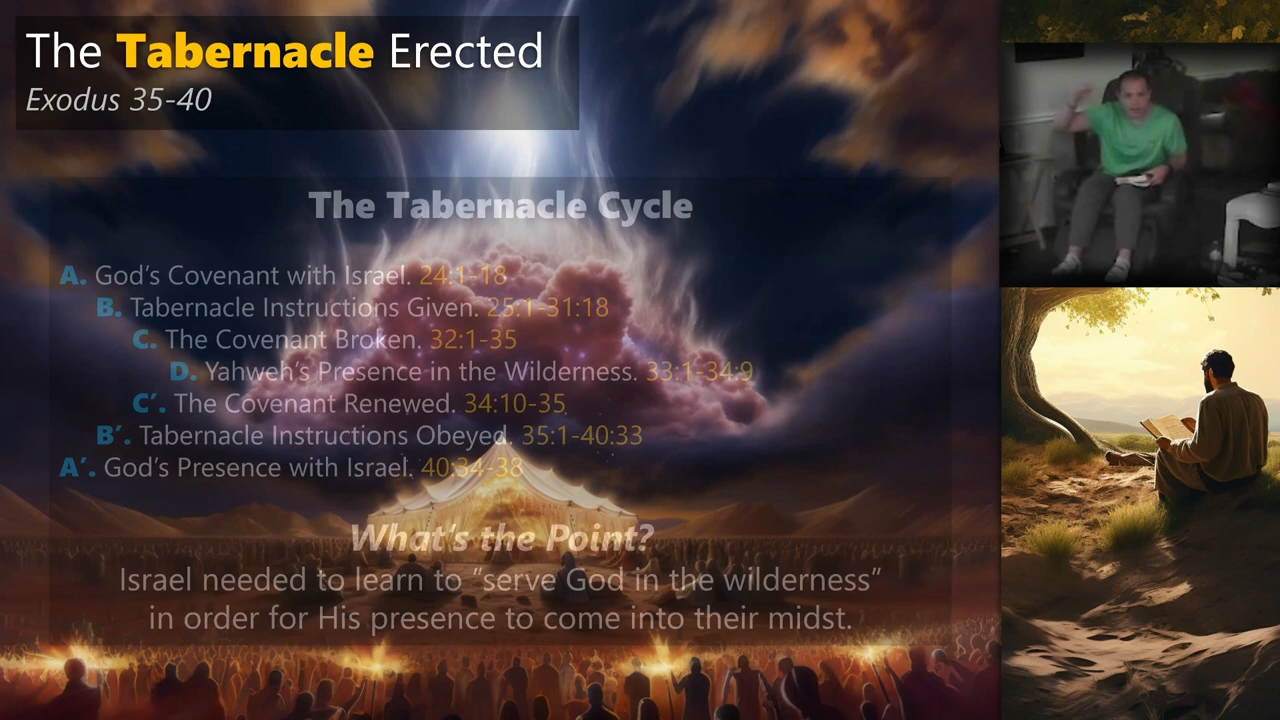 The Tabernacle Erected
Exodus 35-40
The Tabernacle Cycle
A. God's Covenant with Israel. 24:1-18
B. Tabernacle Instructions Given. 25:1-31:18
C. The Covenant Broken. 32:1-35
D. Yahweh's Presence in the Wilderness. 33:1-34:9
C′. The Covenant Renewed. 34:10-35
B′. Tabernacle Instructions Obeyed. 35:1-40:33
A′. God's Presence with Israel. 40:34-38
What's the Point?
Israel needed to learn to “serve God in the wilderness”
in order for His presence to come into their midst.